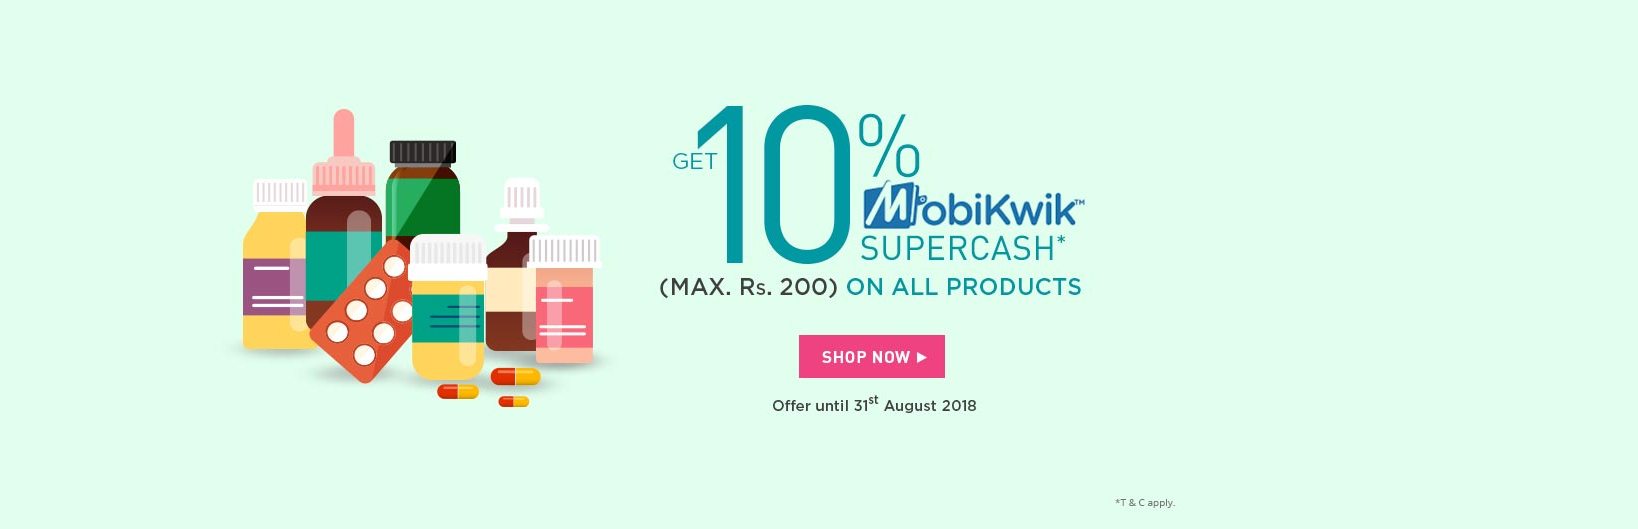 GET 10%
MobiKwik™
SUPERCASH*
(MAX. Rs. 200) ON ALL PRODUCTS
SHOP NOW ▶
Offer until 31st August 2018
*T & C apply.